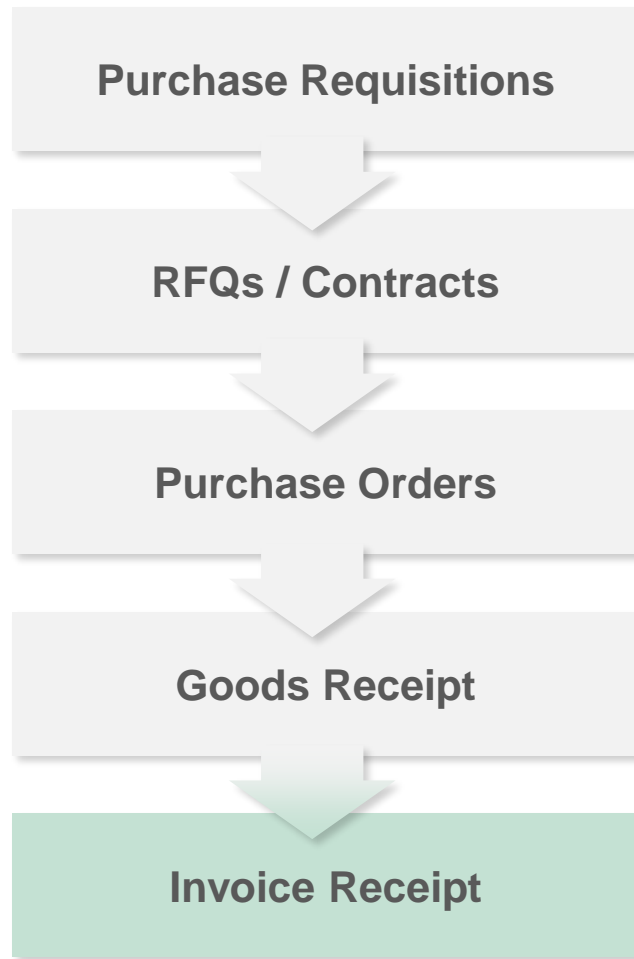 Purchase Requisitions
RFQs / Contracts
Purchase Orders
Goods Receipt
Invoice Receipt